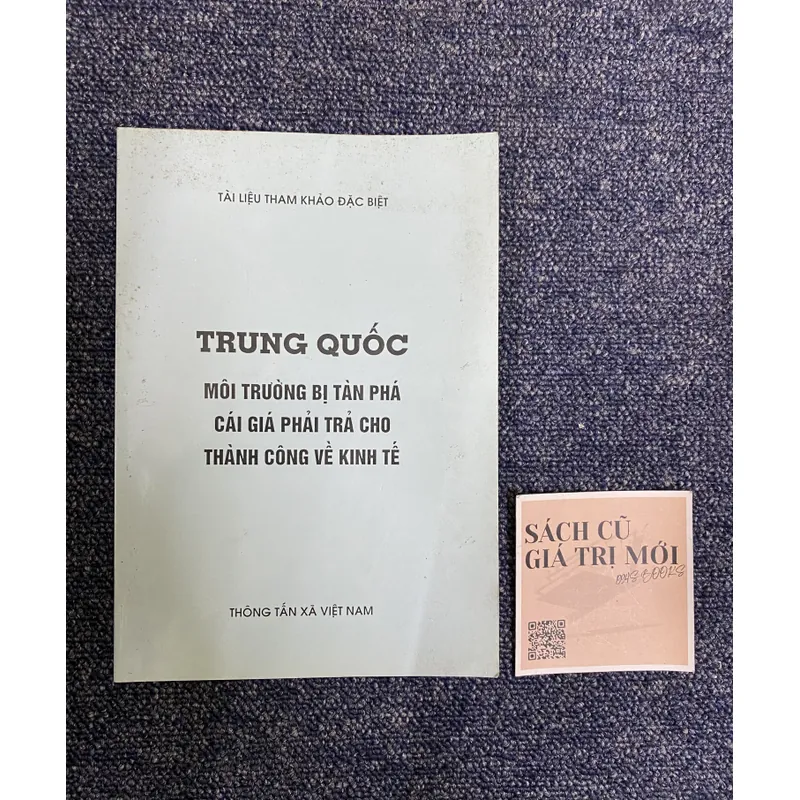 TÀI LIỆU THAM KHẢO ĐẶC BIỆT
TRUNG QUỐC
MÔI TRƯỜNG BỊ TÀN PHÁ
CÁI GIÁ PHẢI TRẢ CHO
THÀNH CÔNG VỀ KINH TẾ
THÔNG TẤN XÃ VIỆT NAM
SÁCH CŨ
GIÁ TRỊ MỚI